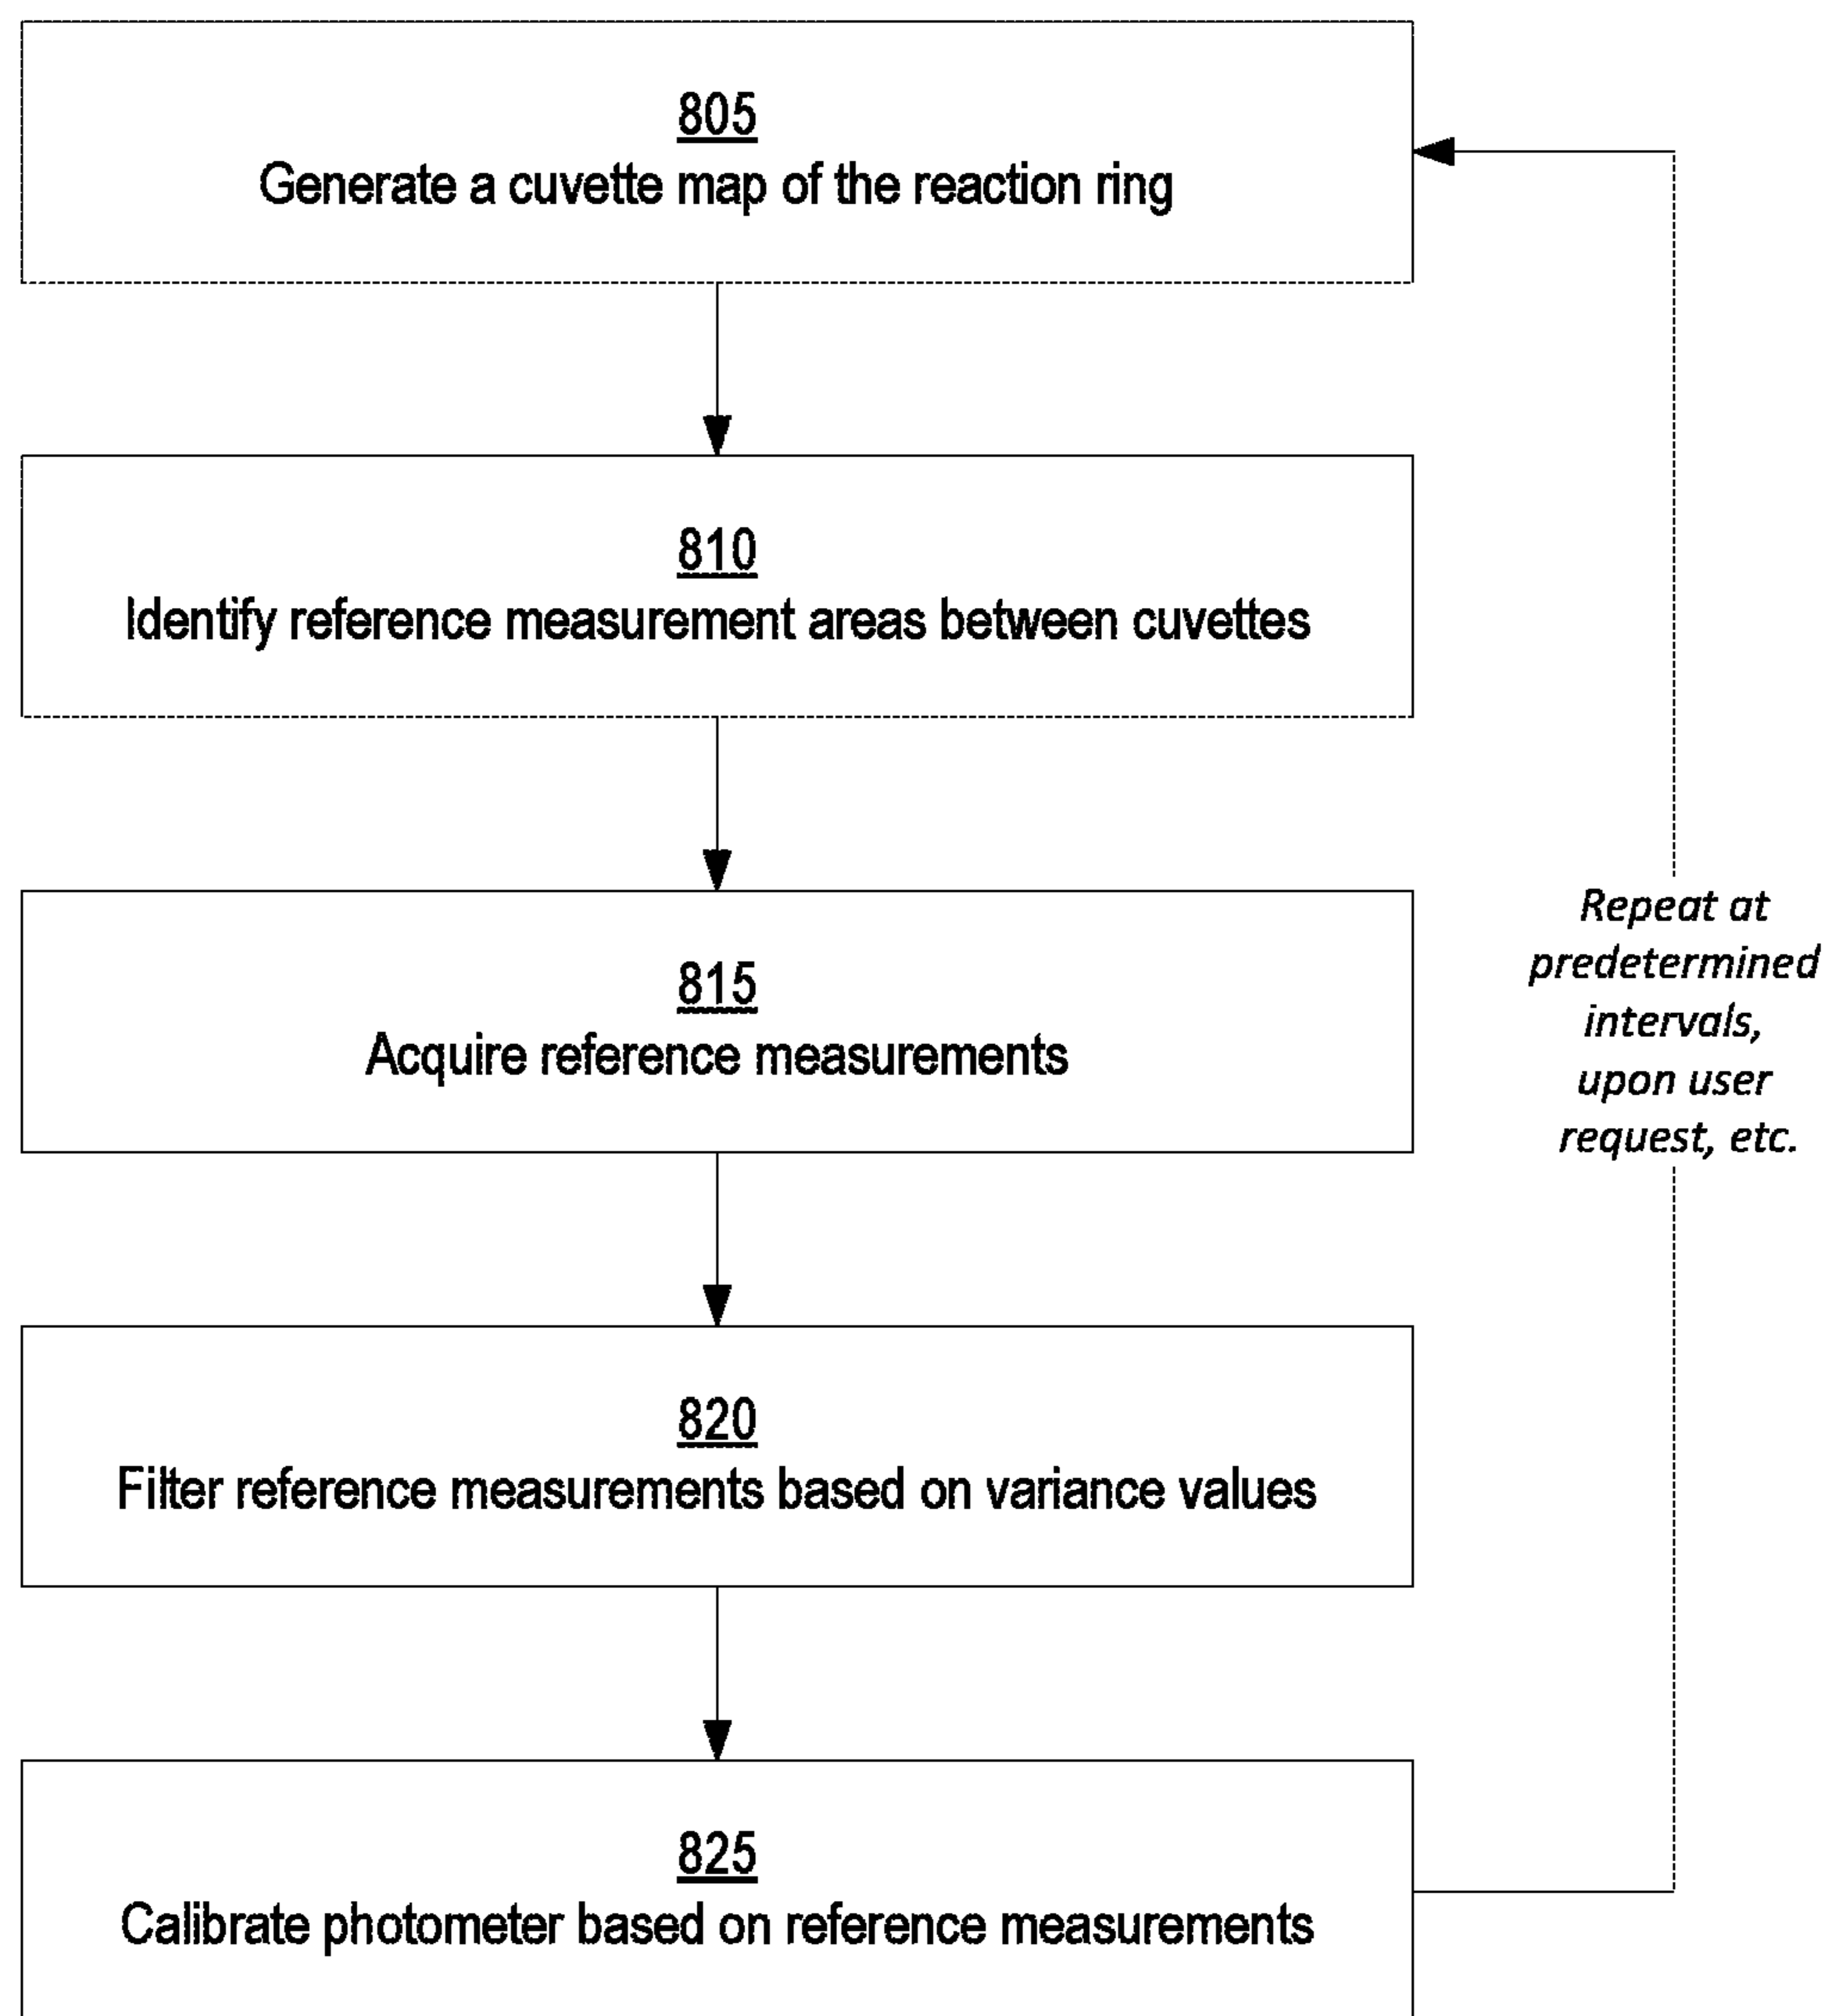 805
Generate a cuvette map of the reaction ring
810
Identify reference measurement areas between cuvettes
815
Acquire reference measurements
Repeat at
predetermined
intervals,
upon user
request, etc.
820
Filter reference measurements based on variance values
825
Calibrate photometer based on reference measurements